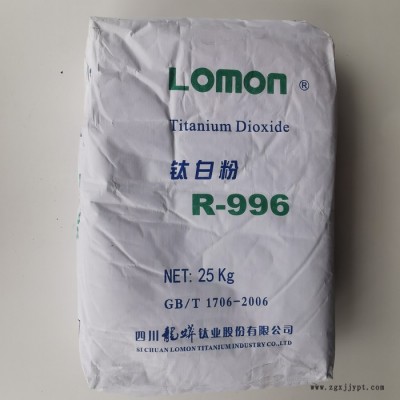 LOMON ®
Titanium Dioxide
钛白粉
R-996
NET: 25 Kg
GB/T 1706-2006
四川龙蟒钛业股份有限公司
SI CHUAN LOMON TITANIUM INDUSTRY CO., LTD.
www.zgzjjypt.com